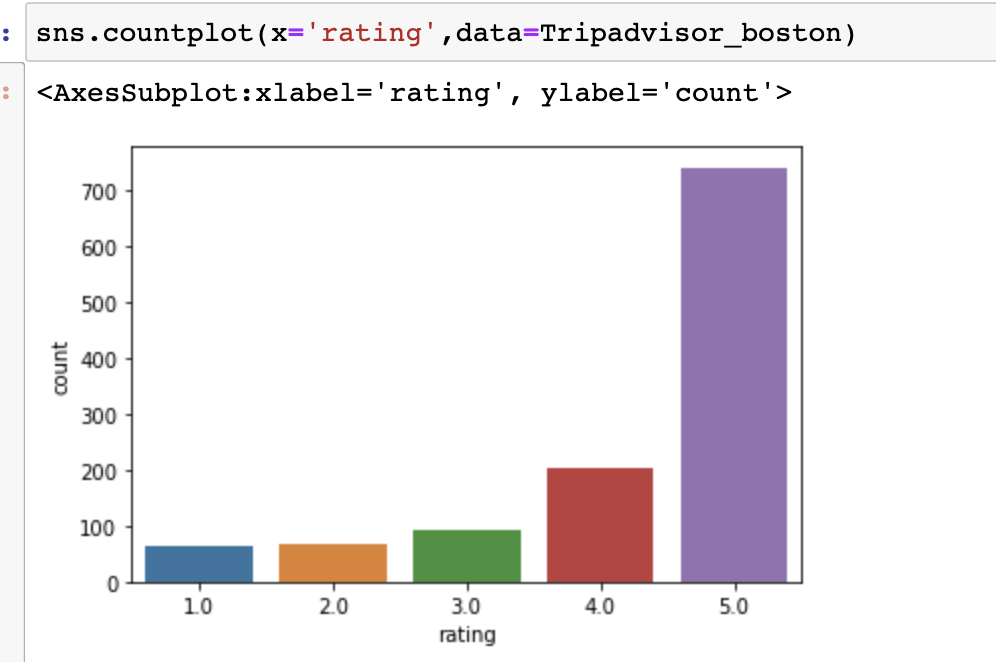 :
sns.countplot(x='rating',data=Tripadvisor_boston)
:
<AxesSubplot:xlabel='rating', ylabel='count'>
700
600
500
400
300
200
100
0
count
1.0 2.0 3.0 4.0 5.0
rating